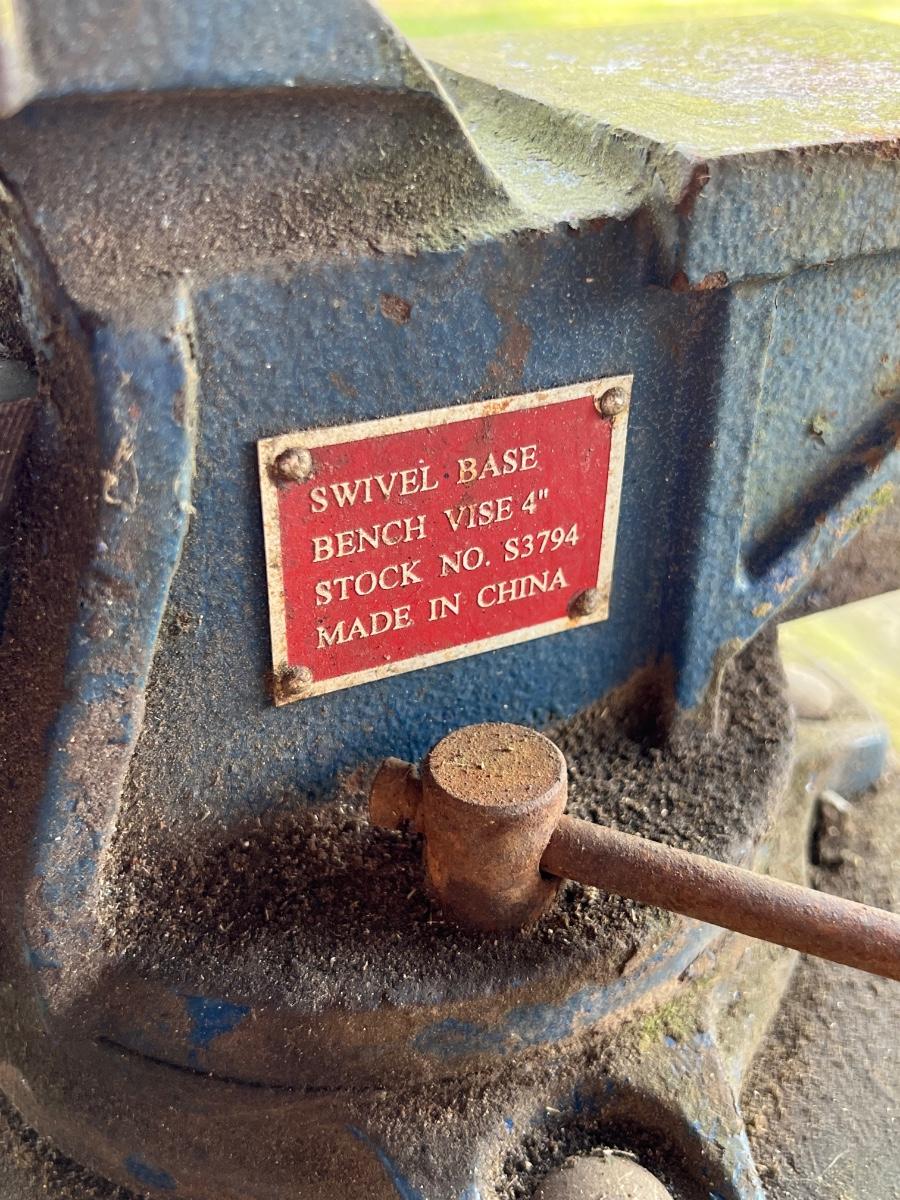 SWIVEL BASE
BENCH VISE 4"
STOCK NO. S3794
MADE IN CHINA